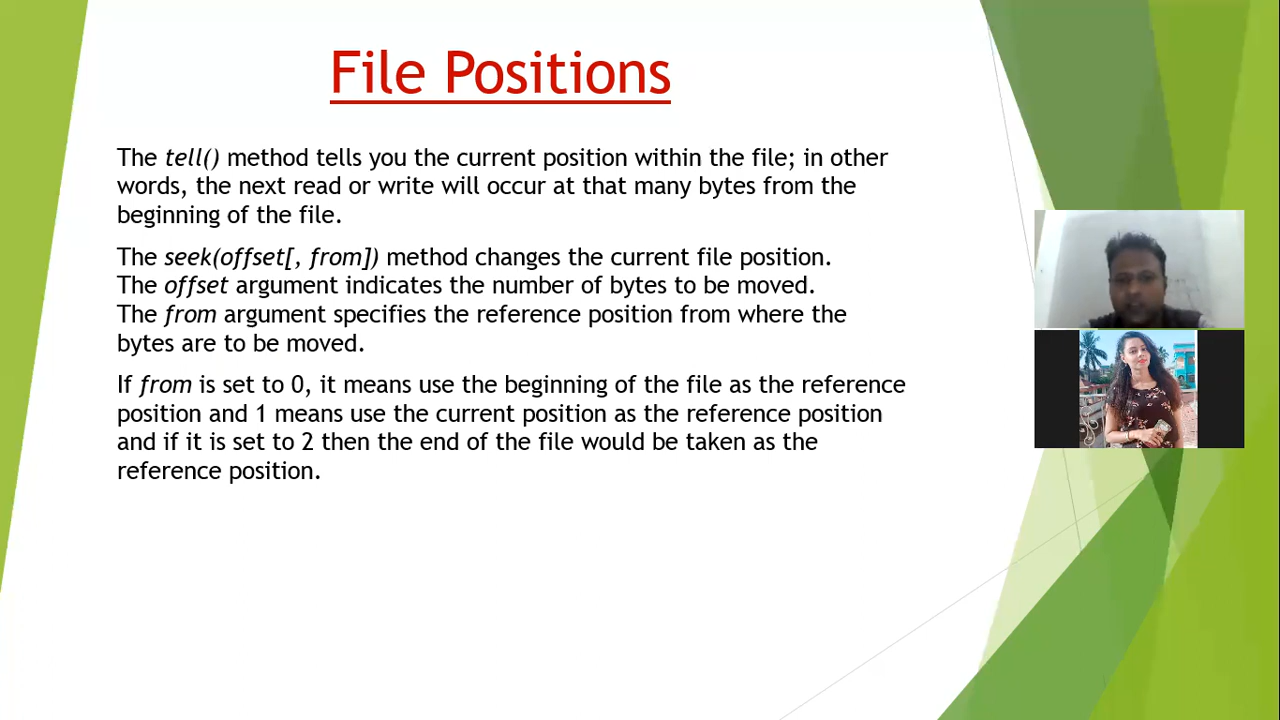 File Positions
The tell() method tells you the current position within the file; in other
words, the next read or write will occur at that many bytes from the
beginning of the file.
The seek(offset[, from]) method changes the current file position.
The offset argument indicates the number of bytes to be moved.
The from argument specifies the reference position from where the
bytes are to be moved.
If from is set to 0, it means use the beginning of the file as the reference
position and 1 means use the current position as the reference position
and if it is set to 2 then the end of the file would be taken as the
reference position.